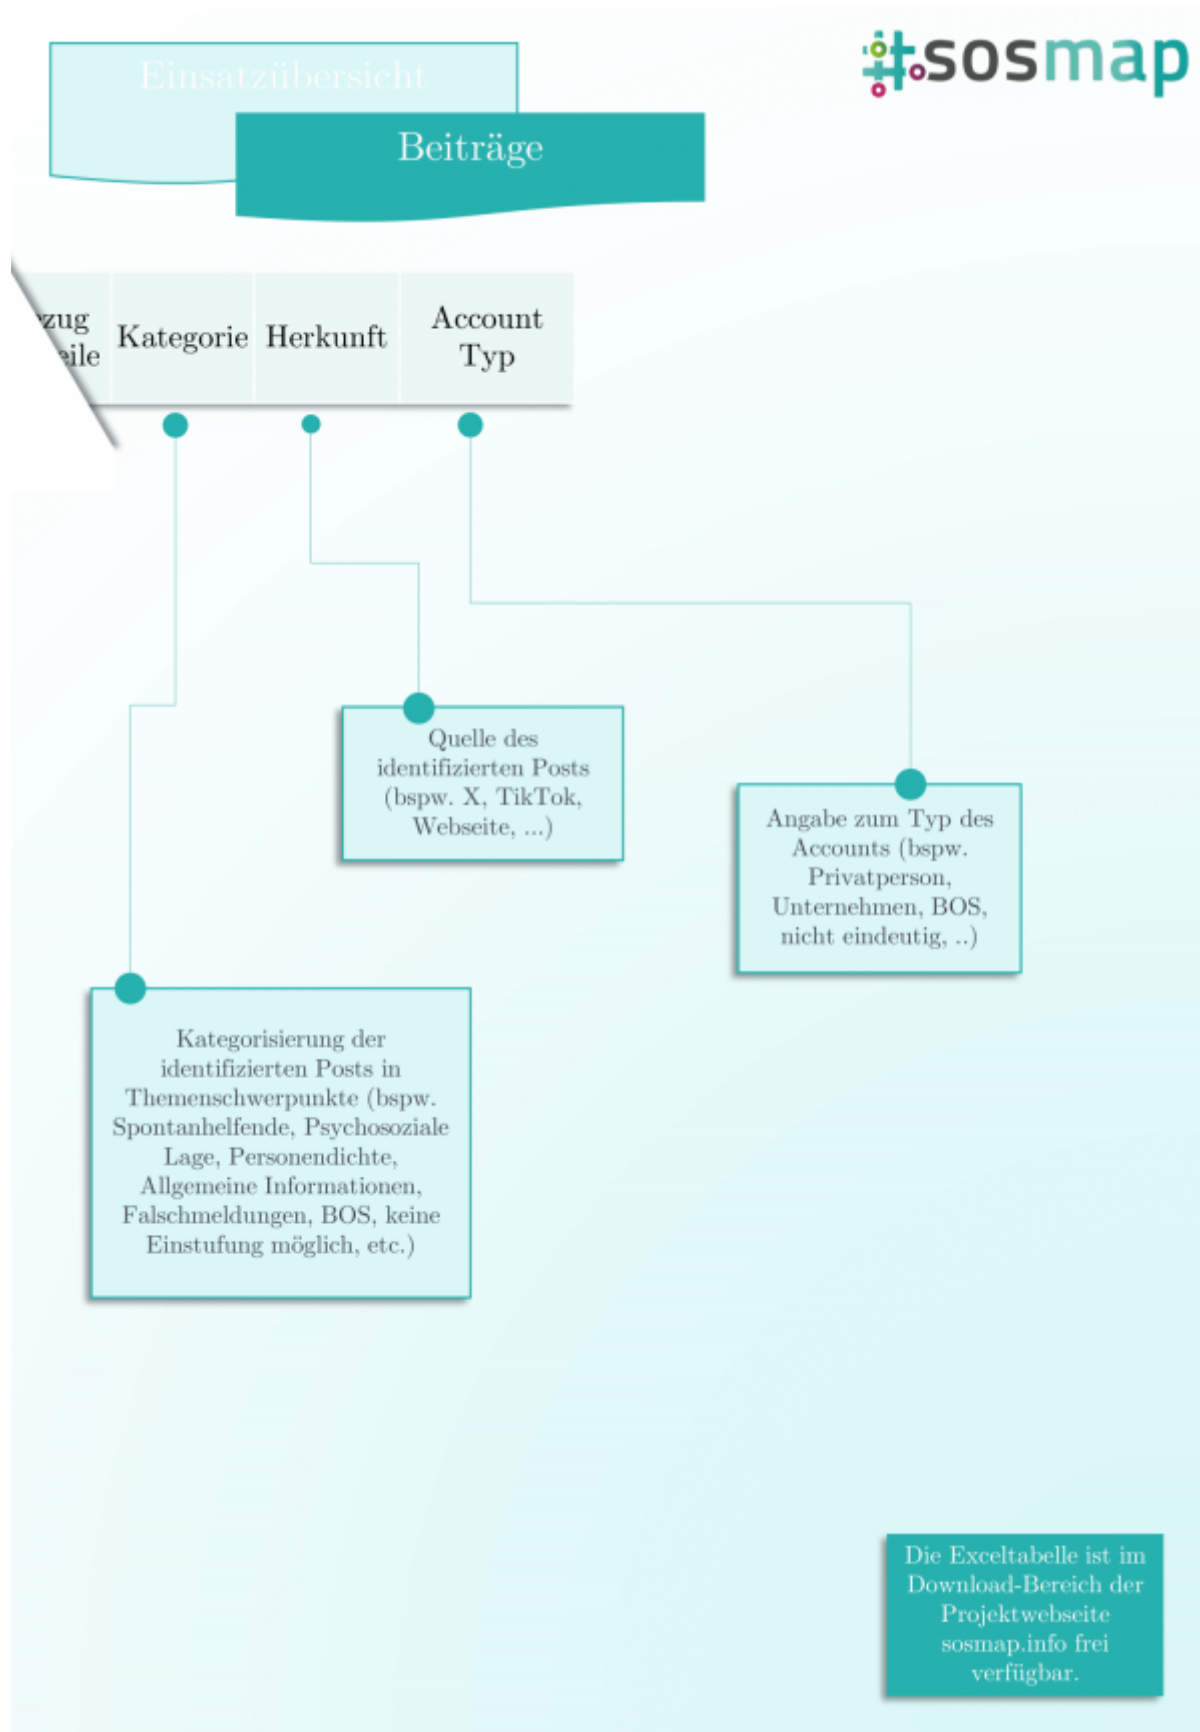 Einsatzübersicht
#sosmap
Beiträge
Kategorie
Herkunft
Account
Typ
Quelle des
identifizierten Posts
(bspw. X, TikTok,
Webseite, ...)
Angabe zum Typ des
Accounts (bspw.
Privatperson,
Unternehmen, BOS,
nicht eindeutig, ..)
Kategorisierung der
identifizierten Posts in
Themenschwerpunkte (bspw.
Spontanhelfende, Psychosoziale
Lage, Personendichte,
Allgemeine Informationen,
Falschmeldungen, BOS, keine
Einstufung möglich, etc.)
Die Exceltabelle ist im
Download-Bereich der
Projektwebseite
sosmap.info frei
verfügbar.